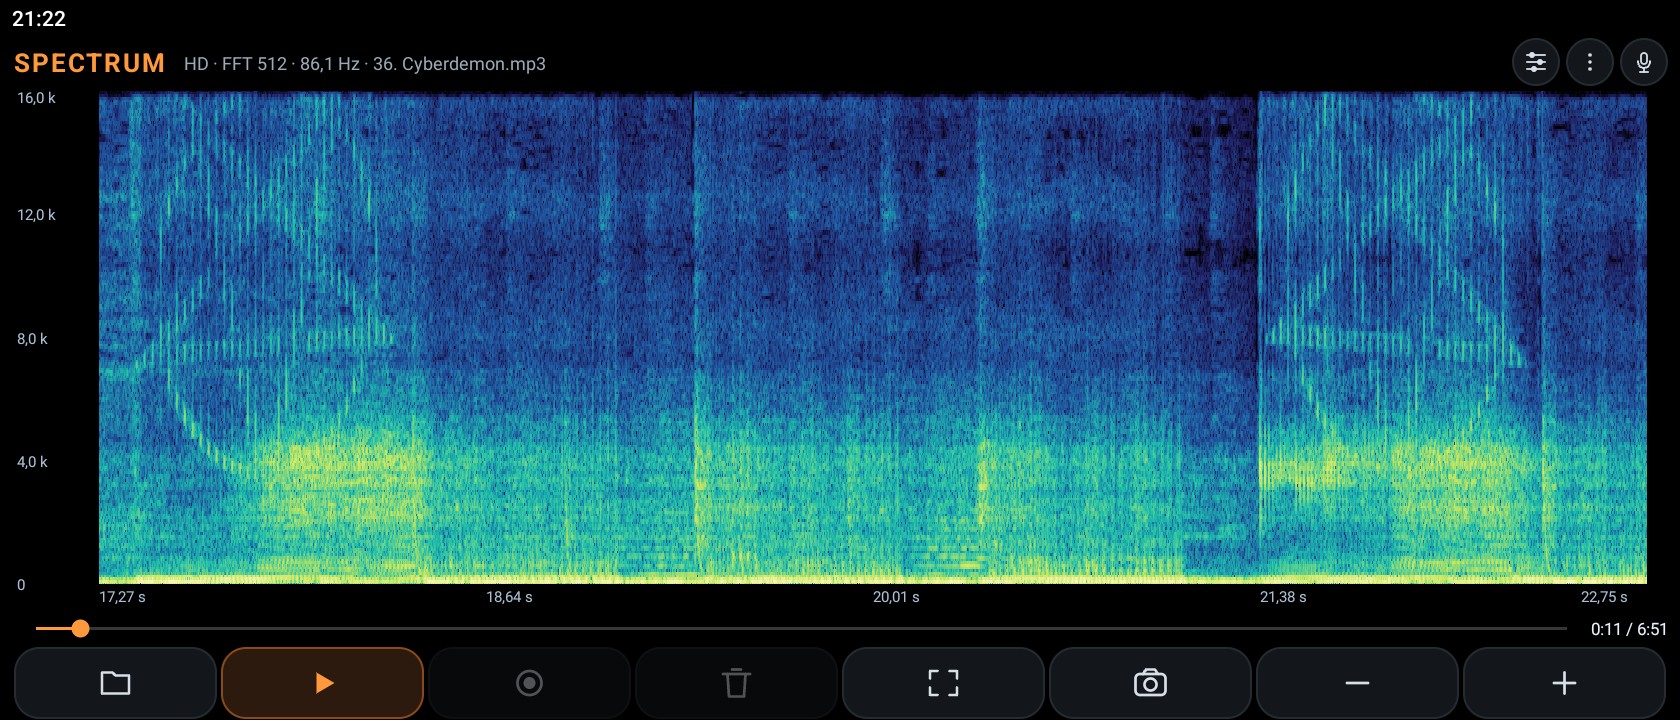 21:22
SPECTRUM HD · FFT 512 · 86,1 Hz · 36. Cyberdemon.mp3
16,0 k
12,0 k
8,0 k
4,0 k
0
17,27 s 18,64 s 20,01 s 21,38 s 22,75 s
0:11 / 6:51